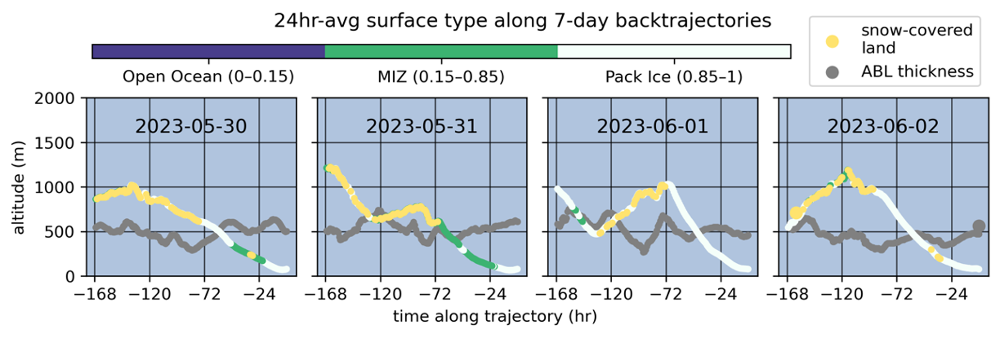 24hr-avg surface type along 7-day backtrajectories
snow-covered
land
ABL thickness
Open Ocean (0–0.15) MIZ (0.15–0.85) Pack Ice (0.85–1)
altitude (m)
2000
1500
1000
500
0
2023-05-30 2023-05-31 2023-06-01 2023-06-02
−168 −120 −72 −24 −168 −120 −72 −24 −168 −120 −72 −24 −168 −120 −72 −24
time along trajectory (hr)